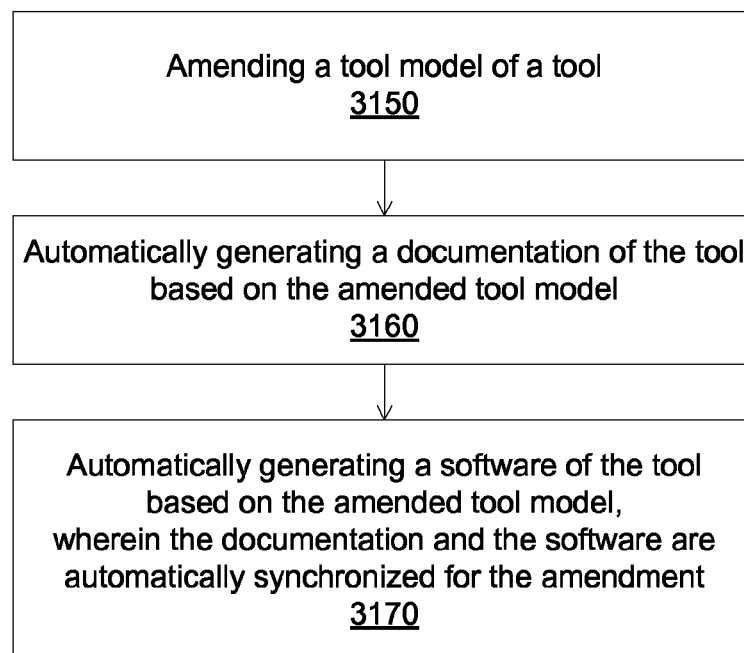 Amending a tool model of a tool
3150
Automatically generating a documentation of the tool
based on the amended tool model
3160
Automatically generating a software of the tool
based on the amended tool model,
wherein the documentation and the software are
automatically synchronized for the amendment
3170